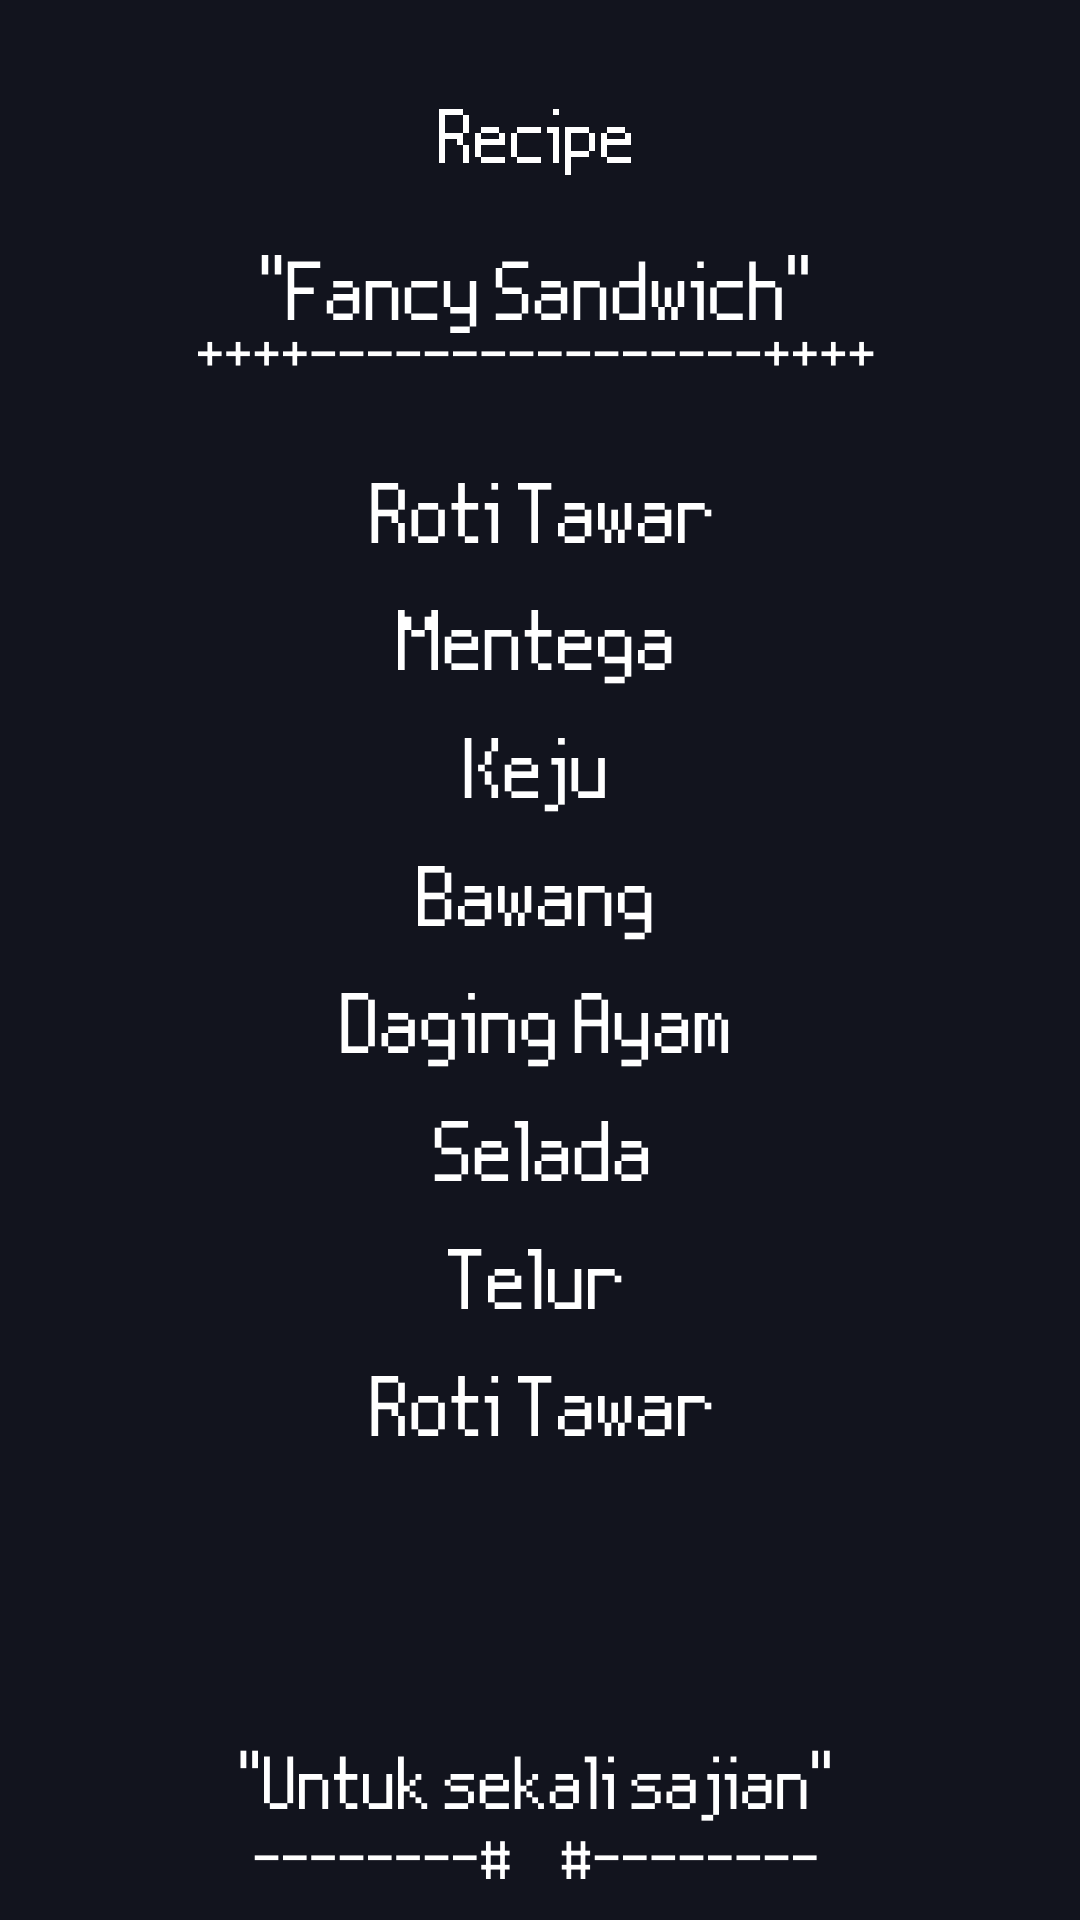 Recipe
"Fancy Sandwich"
++++----------------++++
Roti Tawar
Mentega
Keju
Bawang
Daging Ayam
Selada
Telur
Roti Tawar
"Untuk sekali sajian"
--------# #--------